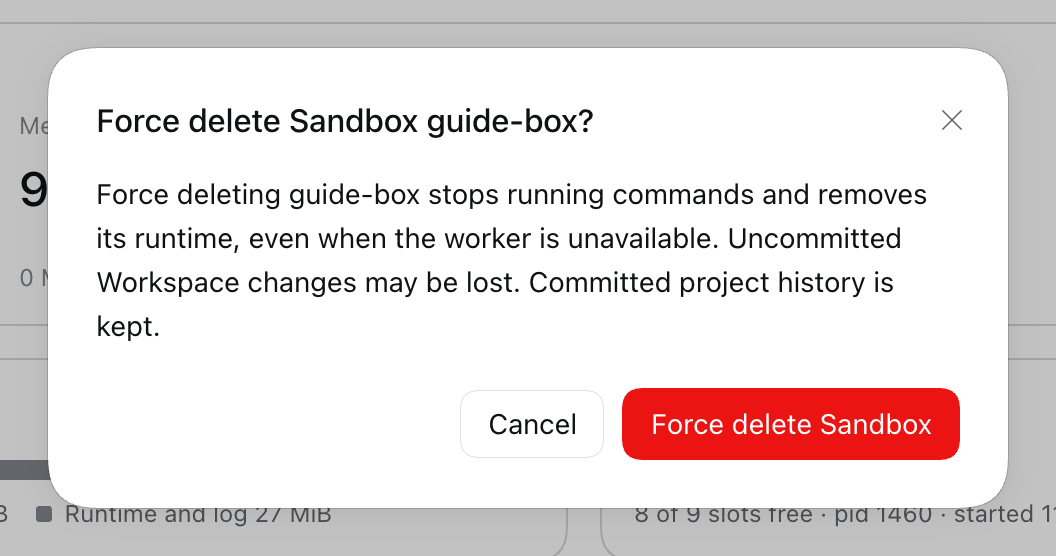 Force delete Sandbox guide-box?
Force deleting guide-box stops running commands and removes
its runtime, even when the worker is unavailable. Uncommitted
Workspace changes may be lost. Committed project history is
kept.
Cancel
Force delete Sandbox
9
0
Runtime and log 27 MiB
8 of 9 slots free · pid 1460 · started